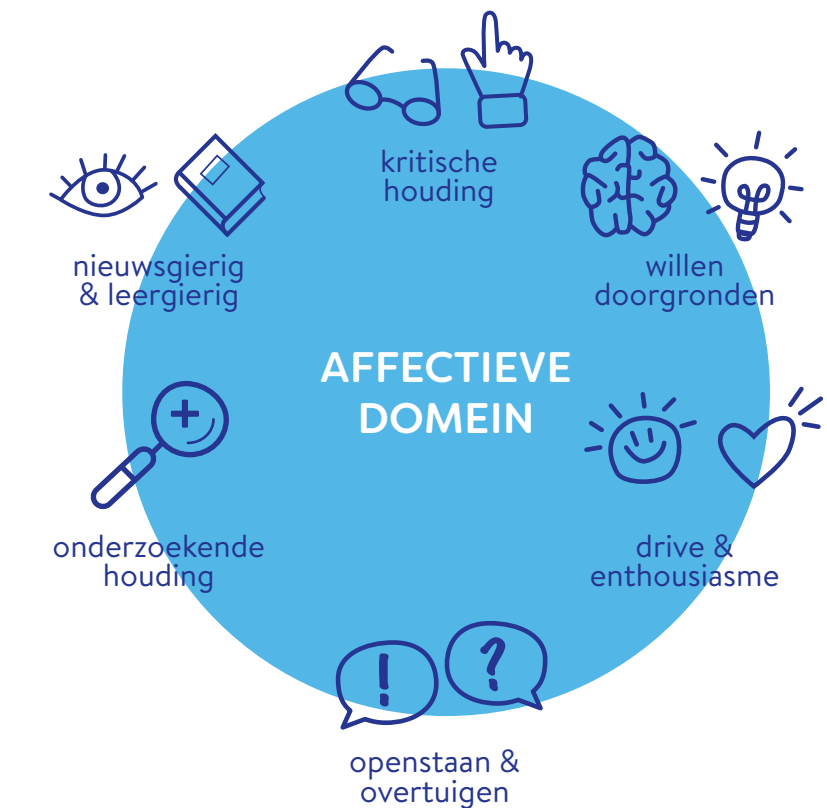 kritische
houding
nieuwsgierig
& leergierig
willen
doorgronden
AFFECTIEVE
DOMEIN
onderzoekende
houding
drive &
enthousiasme
! ?
openstaan &
overtuigen